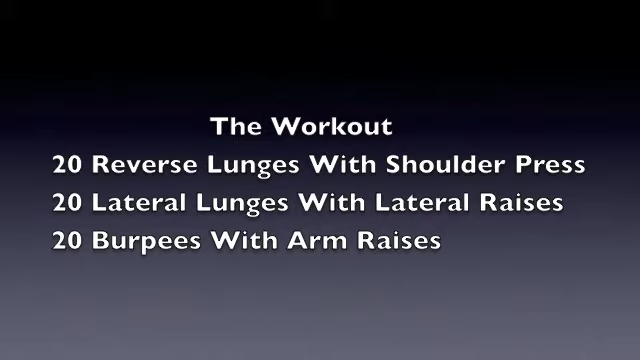 The Workout
20 Reverse Lunges With Shoulder Press
20 Lateral Lunges With Lateral Raises
20 Burpees With Arm Raises